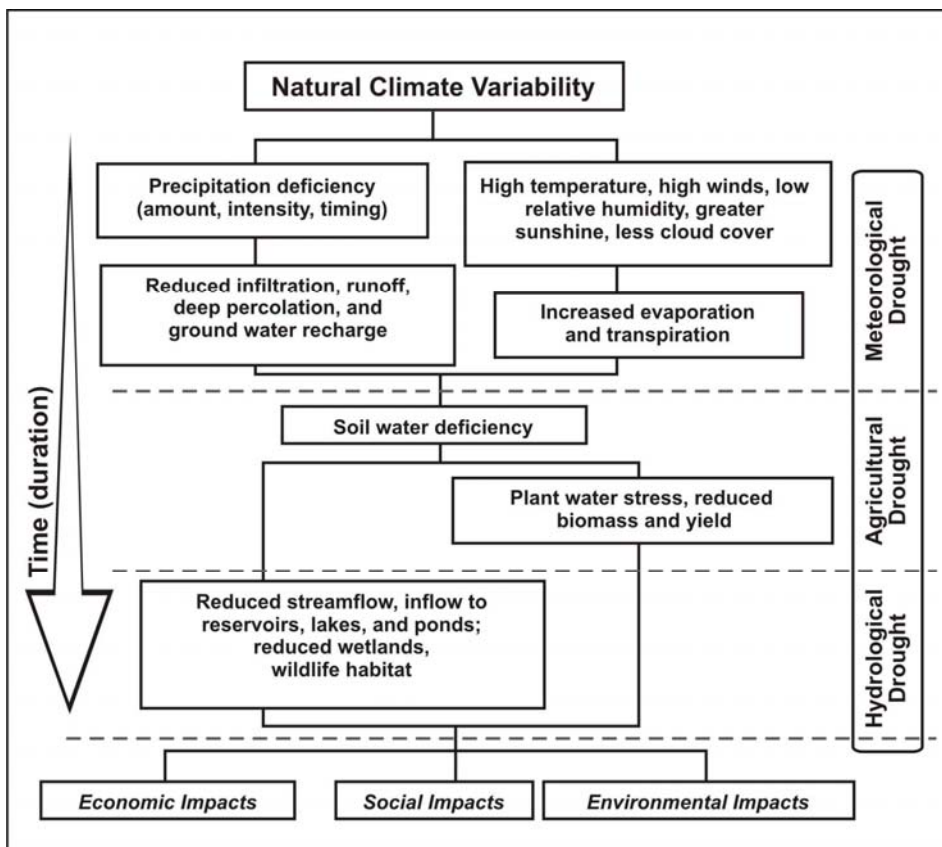 Natural Climate Variability
Precipitation deficiency
(amount, intensity, timing)
High temperature, high winds, low
relative humidity, greater
sunshine, less cloud cover
Reduced infiltration, runoff,
deep percolation, and
ground water recharge
Increased evaporation
and transpiration
Meteorological
Drought
Soil water deficiency
Plant water stress, reduced
biomass and yield
Agricultural
Drought
Time (duration)
Reduced streamflow, inflow to
reservoirs, lakes, and ponds;
reduced wetlands,
wildlife habitat
Hydrological
Drought
Economic Impacts
Social Impacts
Environmental Impacts